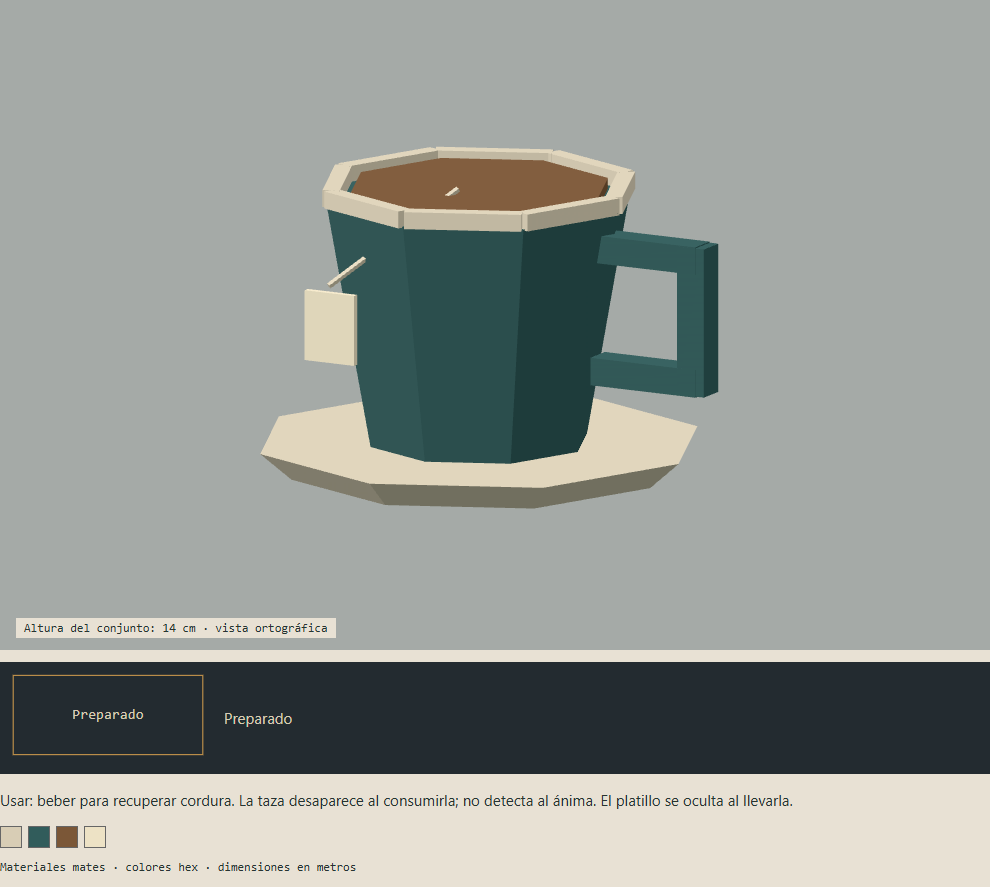 Altura del conjunto: 14 cm · vista ortográfica
Preparado
Preparado
Usar: beber para recuperar cordura. La taza desaparece al consumirla; no detecta al ánima. El platillo se oculta al llevarla.
Materiales mates · colores hex · dimensiones en metros